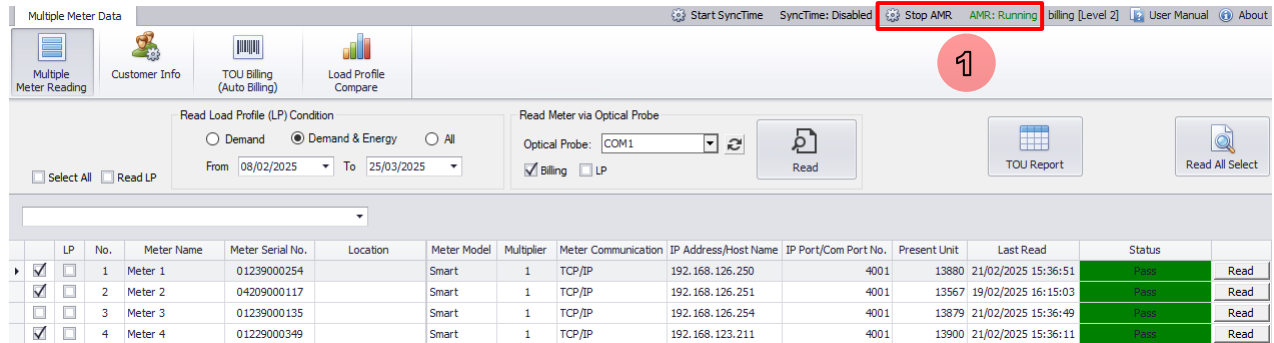 Multiple Meter Data Start SyncTime SyncTime: Disabled Stop AMR AMR: Running billing [Level 2] User Manual About
1
Multiple Meter Reading
Customer Info
TOU Billing (Auto Billing)
Load Profile Compare
Read Load Profile (LP) Condition
Demand Demand & Energy All
From 08/02/2025 To 25/03/2025
Select All Read LP
Read Meter via Optical Probe
Optical Probe: COM1
Billing LP
Read
TOU Report
Read All Select
LP No. Meter Name Meter Serial No. Location Meter Model Multiplier Meter Communication IP Address/Host Name IP Port/Com Port No. Present Unit Last Read Status
1 Meter 1 01239000254 Smart 1 TCP/IP 192.168.126.250 4001 13880 21/02/2025 15:36:51 Pass Read
2 Meter 2 04209000117 Smart 1 TCP/IP 192.168.126.251 4001 13567 19/02/2025 16:15:03 Pass Read
3 Meter 3 01239000135 Smart 1 TCP/IP 192.168.126.254 4001 13879 21/02/2025 15:36:49 Pass Read
4 Meter 4 01229000349 Smart 1 TCP/IP 192.168.123.211 4001 13900 21/02/2025 15:36:11 Pass Read